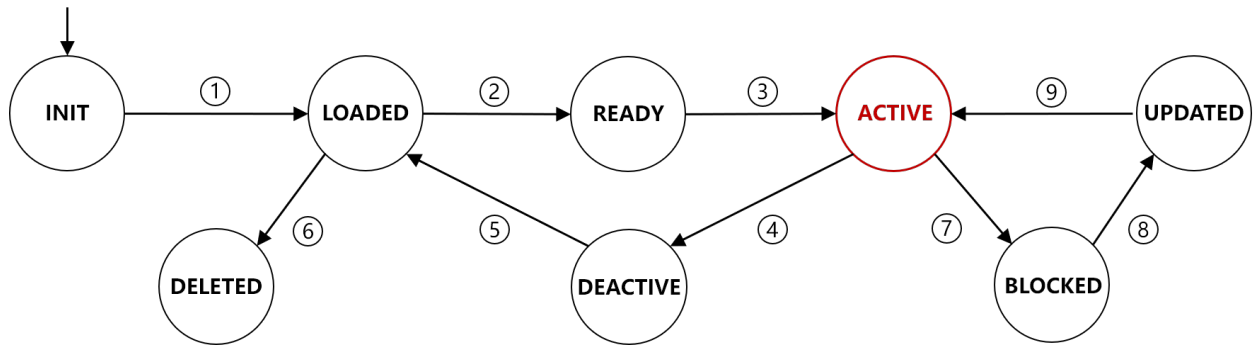 ①
②
③
⑨
INIT
LOADED
READY
ACTIVE
UPDATED
⑥
⑤
④
⑦
⑧
DELETED
DEACTIVE
BLOCKED